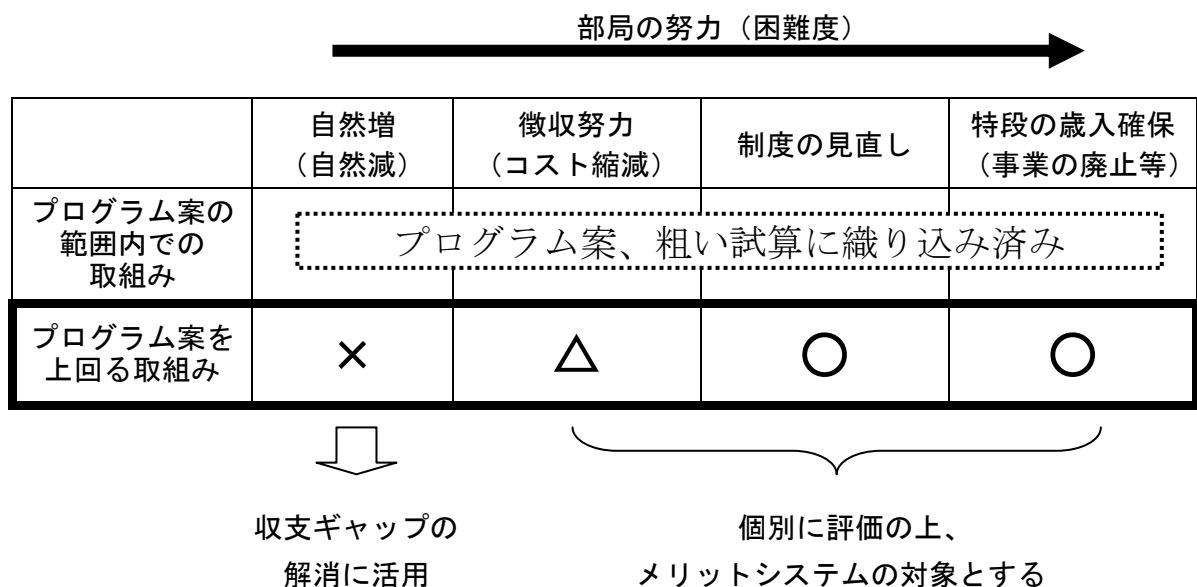 部局の努力（困難度）
自然増
（自然減）
徴収努力
（コスト縮減）
制度の見直し
特段の歳入確保
（事業の廃止等）
プログラム案の
範囲内での
取組み
プログラム案、粗い試算に織り込み済み
プログラム案を
上回る取組み
×
△
○
○
収支ギャップの
解消に活用
個別に評価の上、
メリットシステムの対象とする